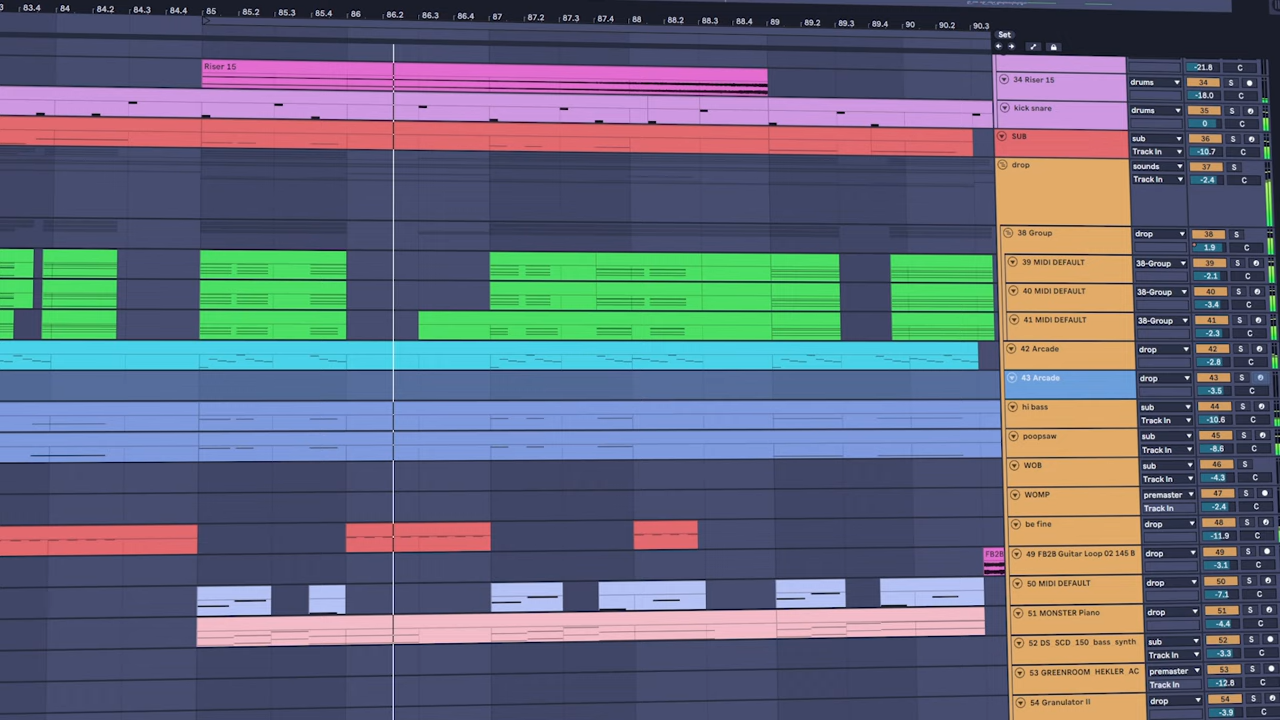 83.4 84 84.2 84.3 84.4 85 85.2 85.3 85.4 86 86.2 86.3 86.4 87 87.2 87.3 87.4 88 88.2 88.3 88.4 89 89.2 89.3 89.4 90 90.2 90.3
Set
-21.8 C
Riser 15
34 Riser 15 drums 34 S
-18.0 C
kick snare drums 35 S
0 C
SUB sub 36 S
Track In -10.7 C
drop sounds 37 S
Track In -2.4 C
38 Group drop 38 S
1.9 C
39 MIDI DEFAULT 38-Group 39 S
-2.1 C
40 MIDI DEFAULT 38-Group 40 S
-3.4 C
41 MIDI DEFAULT 38-Group 41 S
-2.3 C
42 Arcade drop 42 S
-2.8 C
43 Arcade drop 43 S
-3.5 C
hi bass sub 44 S
Track In -10.6 C
poopsaw sub 45 S
Track In -8.6 C
WOB sub 46 S
Track In -4.3 C
WOMP premaster 47 S
Track In -2.4 C
be fine drop 48 S
-11.9 C
FB2B 49 FB2B Guitar Loop 02 145 B drop 49 S
-3.1 C
50 MIDI DEFAULT drop 50 S
-7.1 C
51 MONSTER Piano drop 51 S
-4.4 C
52 DS_SCD_150_bass_synth sub 52 S
Track In -3.3 C
53 GREENROOM_HEKLER_AC premaster 53 S
Track In -12.8 C
54 Granulator II drop 54 S
-3.9 C